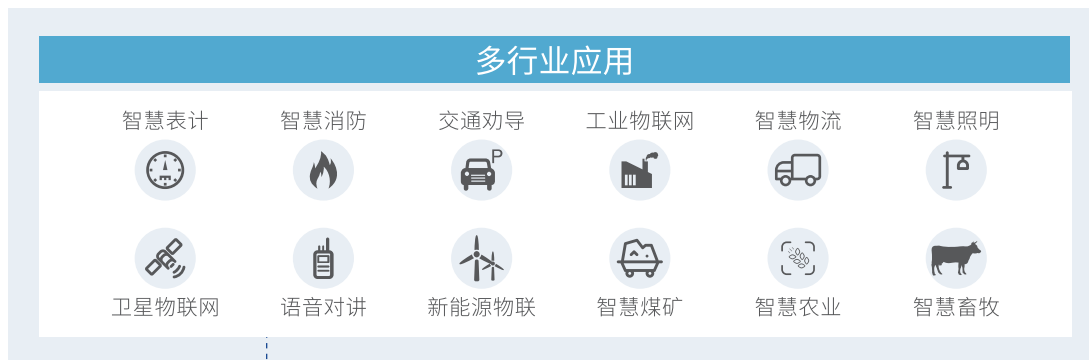 多行业应用
智慧表计 智慧消防 交通劝导 工业物联网 智慧物流 智慧照明
P
卫星物联网 语音对讲 新能源物联 智慧煤矿 智慧农业 智慧畜牧